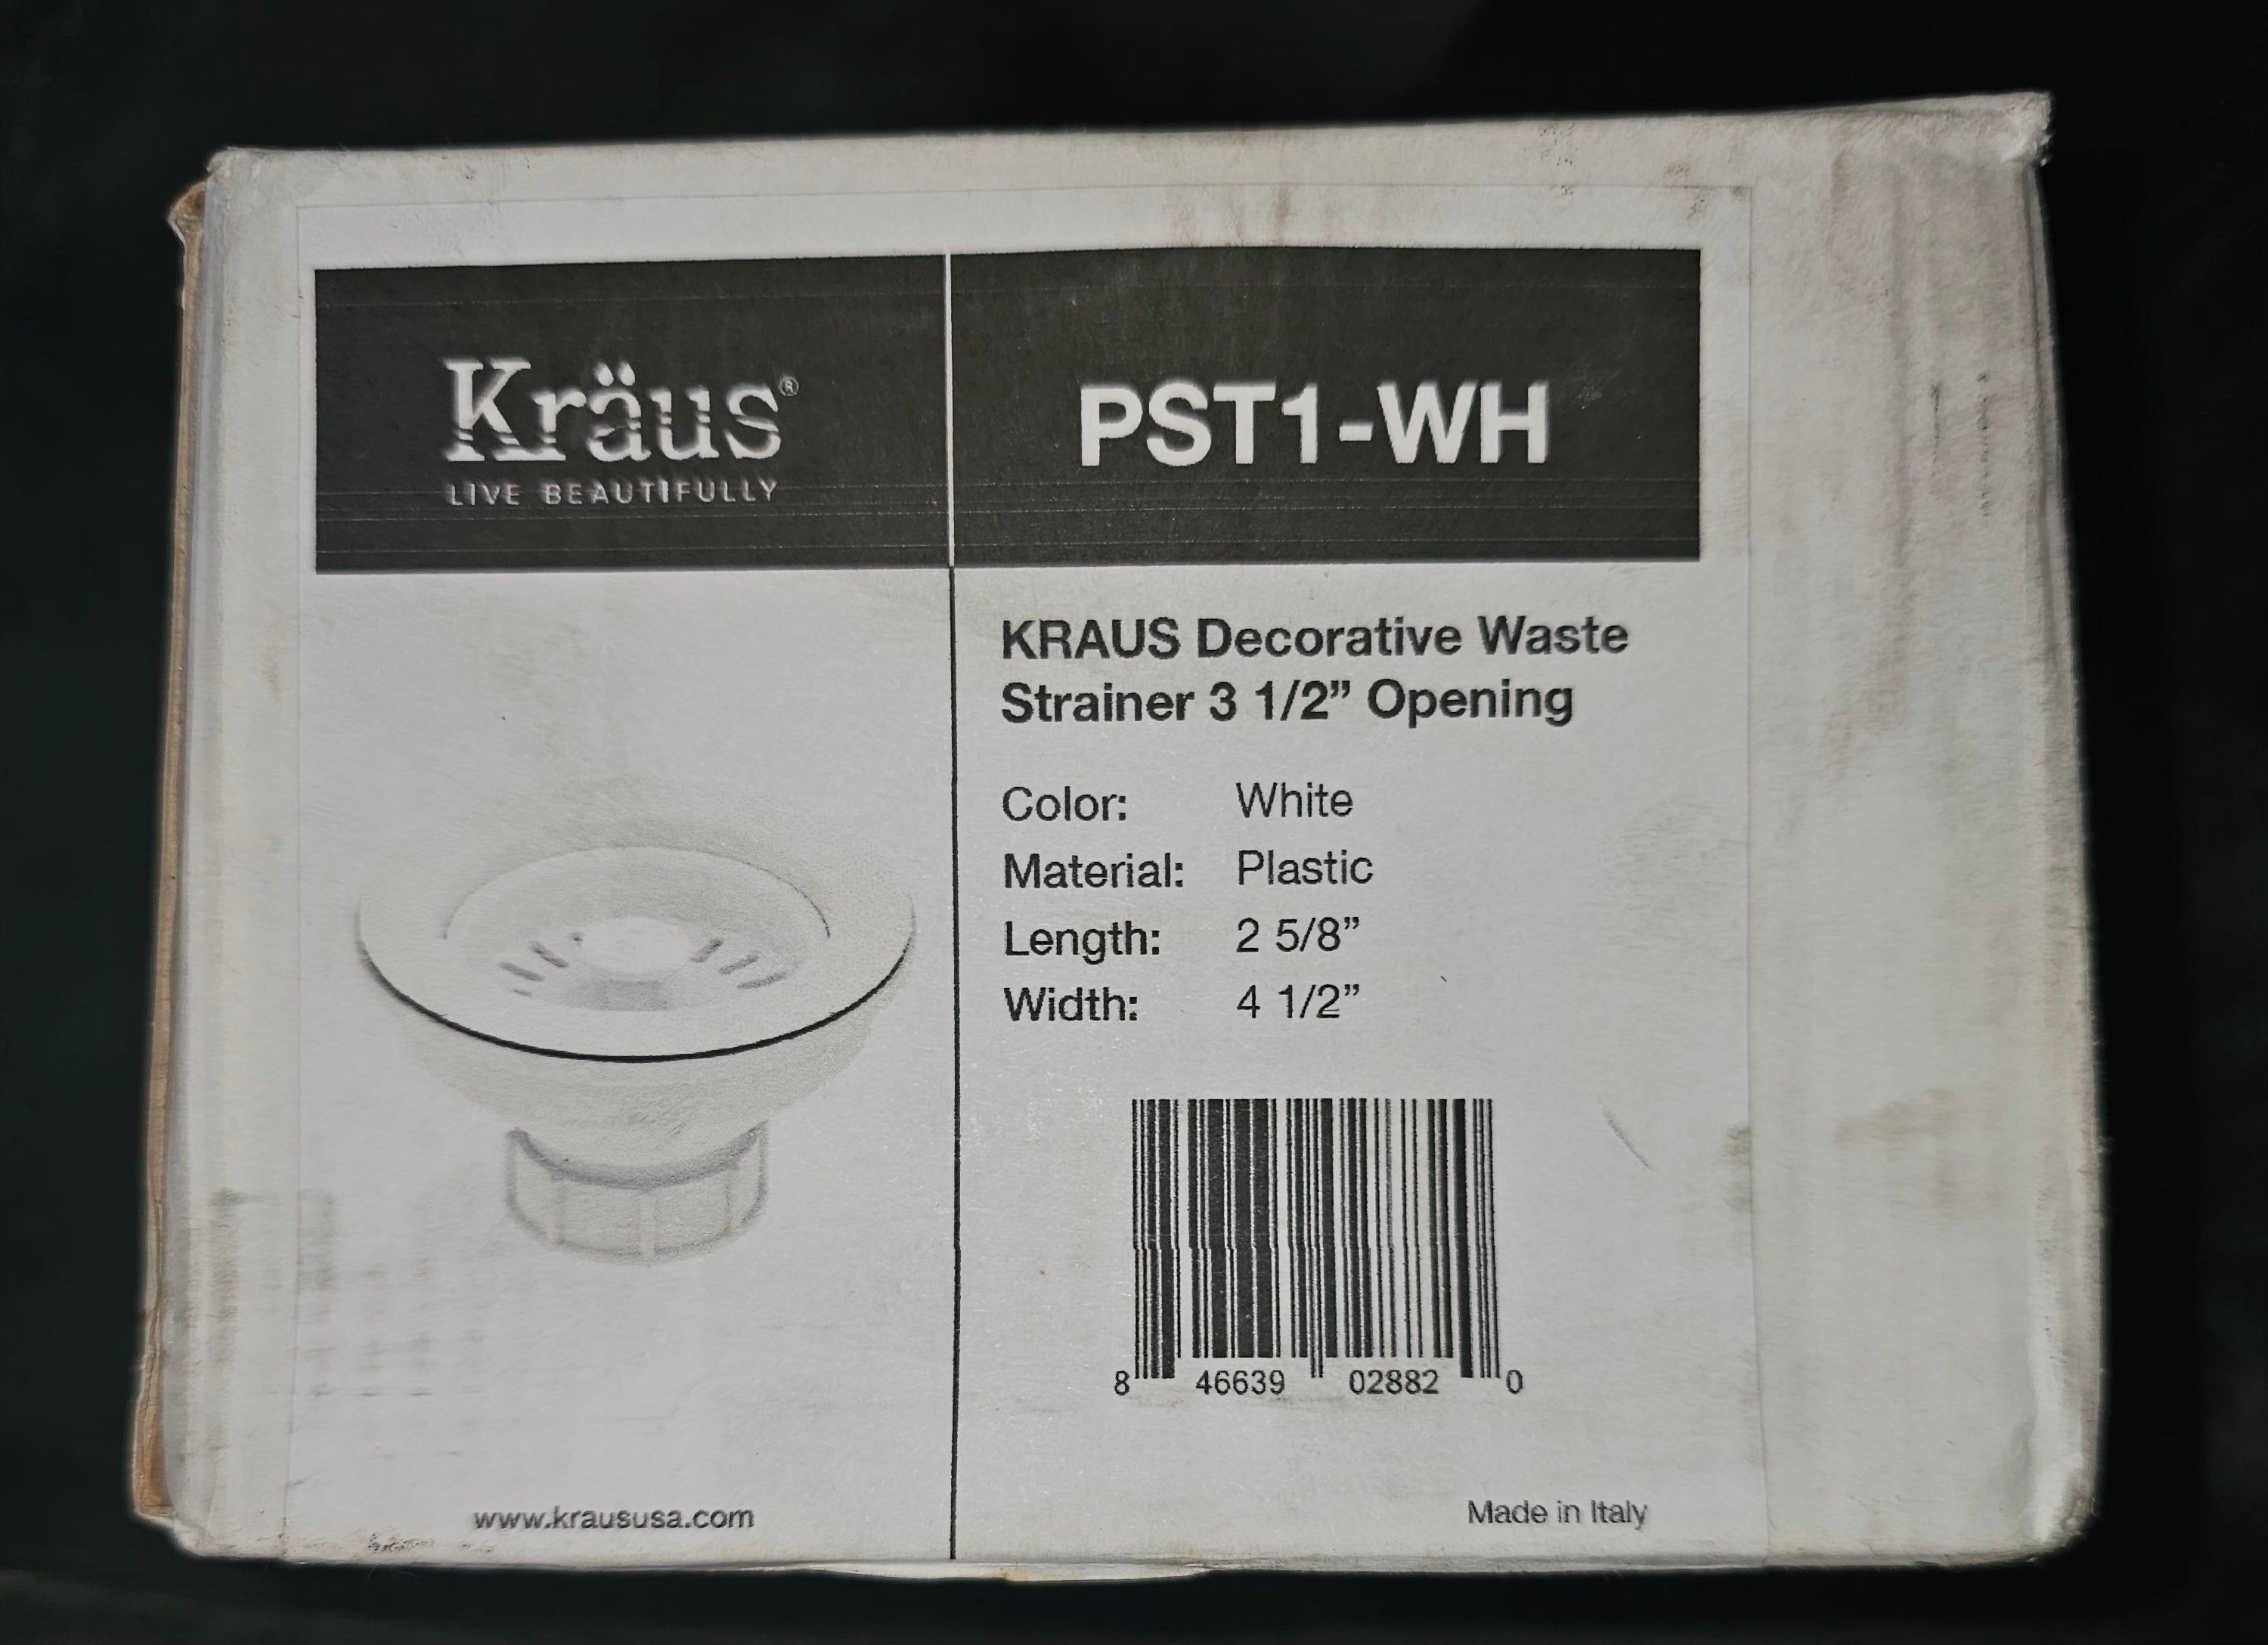 Kräus®
LIVE BEAUTIFULLY
PST1-WH
KRAUS Decorative Waste
Strainer 3 1/2” Opening
Color: White
Material: Plastic
Length: 2 5/8”
Width: 4 1/2”
8 46639 02882 0
www.kraususa.com
Made in Italy